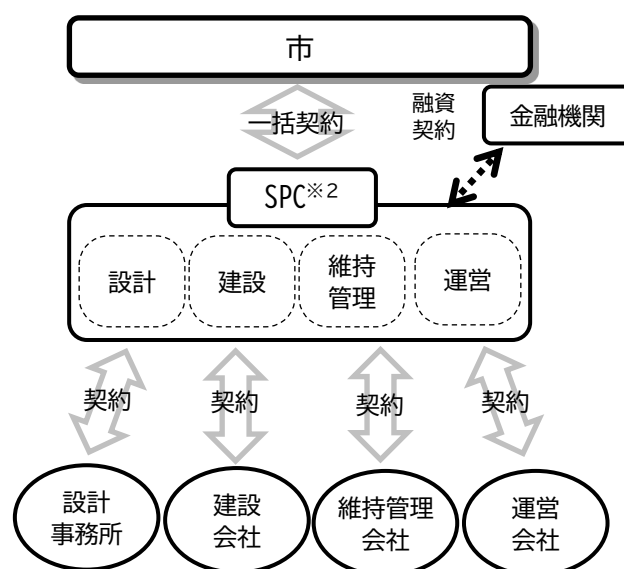 市
一括契約
融資
契約
金融機関
SPC※2
設計
建設
維持
管理
運営
契約
契約
契約
契約
設計
事務所
建設
会社
維持管理
会社
運営
会社